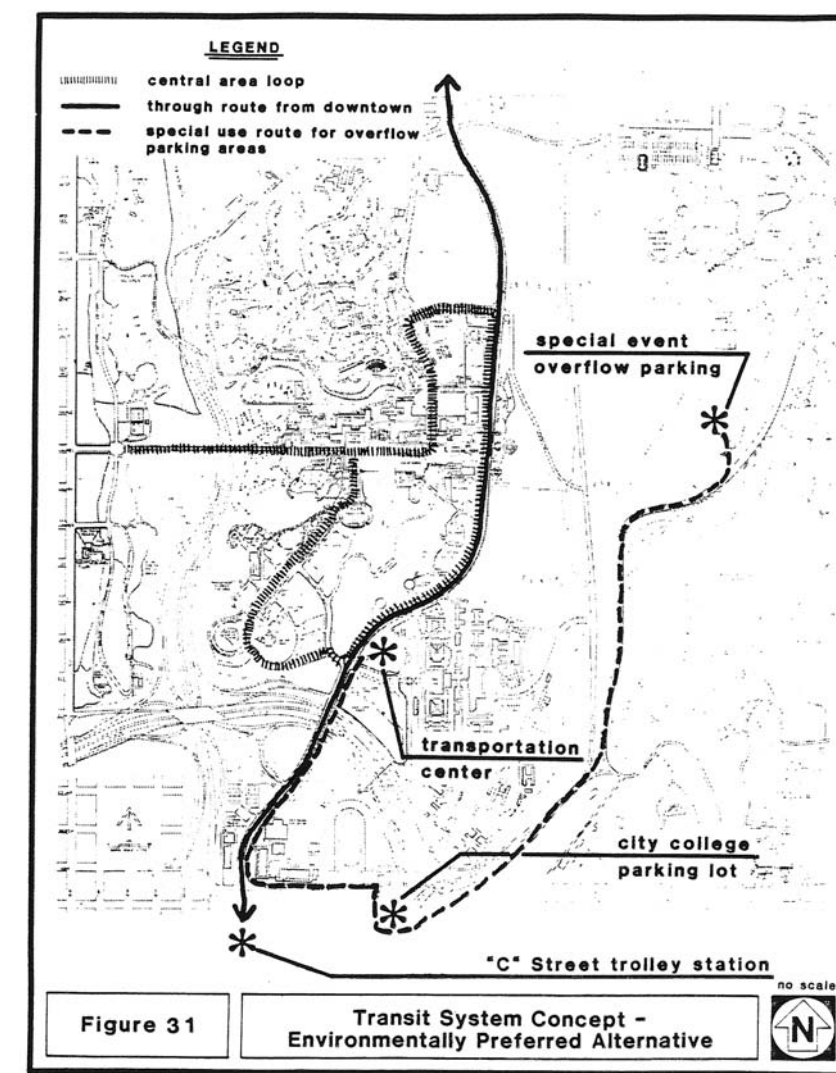 LEGEND
central area loop
through route from downtown
special use route for overflow
parking areas
special event
overflow parking
transportation
center
city college
parking lot
"C" Street trolley station
no scale
Figure 31
Transit System Concept –
Environmentally Preferred Alternative
N